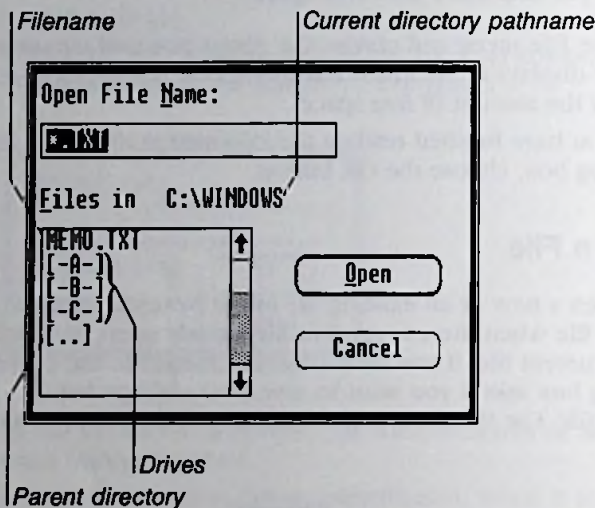 Filename
Current directory pathname
Open File Name:
*.TXT
Files in C:\WINDOWS
MEMO.TXT
[-A-]
[-B-]
[-C-]
[..]
Open
Cancel
Drives
Parent directory